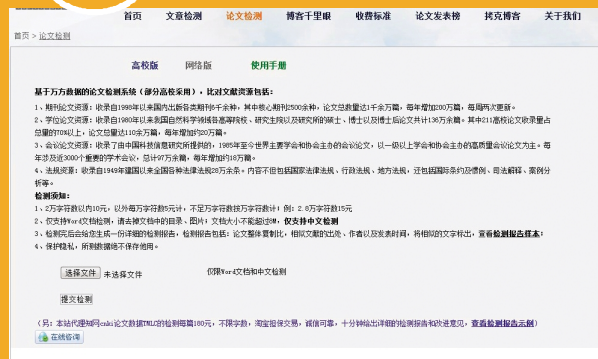 首页 文章检测 论文检测 博客千里眼 收费标准 论文发表榜 拷克博客 关于我们
首页 > 论文检测
高校版 网络版 使用手册
基于万方数据的论文检测系统（部分高校采用），比对文献资源包括：
1、期刊论文资源：收录自1998年以来国内出版各类期刊6千余种，其中核心期刊2500余种，论文总数量达1千余万篇，每年增加200万篇，每周两次更新。
2、学位论文资源：收录自1980年以来我国自然科学领域各高等院校、研究生院以及研究所的硕士、博士以及博士后论文共计136万余篇。其中211高校论文收录量占
总量的70%以上，论文总量达110余万篇，每年增加约20万篇。
3、会议论文资源：收录了由中国科技信息研究所提供的，1985年至今世界主要学会和协会主办的会议论文，以一级以上学会和协会主办的高质量会议论文为主。每
年涉及近3000个重要的学术会议，总计97万余篇，每年增加约18万篇。
4、法规资源：收录自1949年建国以来全国各种法律法规28万余条。内容不但包括国家法律法规、行政法规、地方法规，还包括国际条约及惯例、司法解释、案例分
析等。
检测须知：
1、2万字符数以内10元，以外每万字符数5元计，不足万字符数按万字符数计；例：2.8万字符数15元
2、仅支持Word文档检测，请去掉文档中的目录、图片；文档大小不能超过8M，仅支持中文检测
3、检测完后会给您生成一份详细的检测报告，检测报告包括：论文整体复制比，相似文献的出处、作者以及发表时间，将相似的文字标出，查看检测报告样本；
4、保护隐私，所剩数据绝不保存他用。
选择文件 未选择文件 仅限Word文档和中文检测
提交检测
（另：本站代理知网cnki论文数据TMLC的检测每篇180元，不限字数，淘宝担保交易，诚信可靠，十分钟给出详细的检测报告和改进意见，查看检测报告示例）
在线咨询